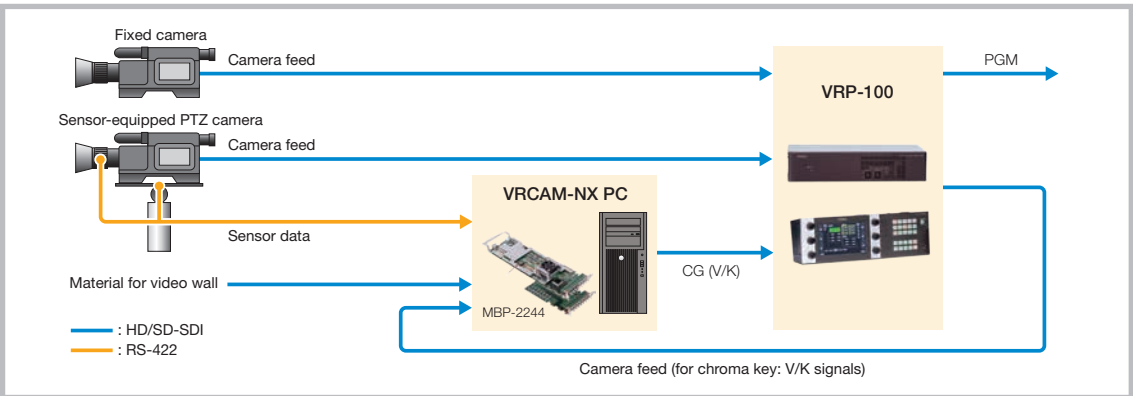 Fixed camera
Camera feed
PGM
VRP-100
Sensor-equipped PTZ camera
Camera feed
VRCAM-NX PC
Sensor data
CG (V/K)
Material for video wall
MBP-2244
: HD/SD-SDI
: RS-422
Camera feed (for chroma key: V/K signals)